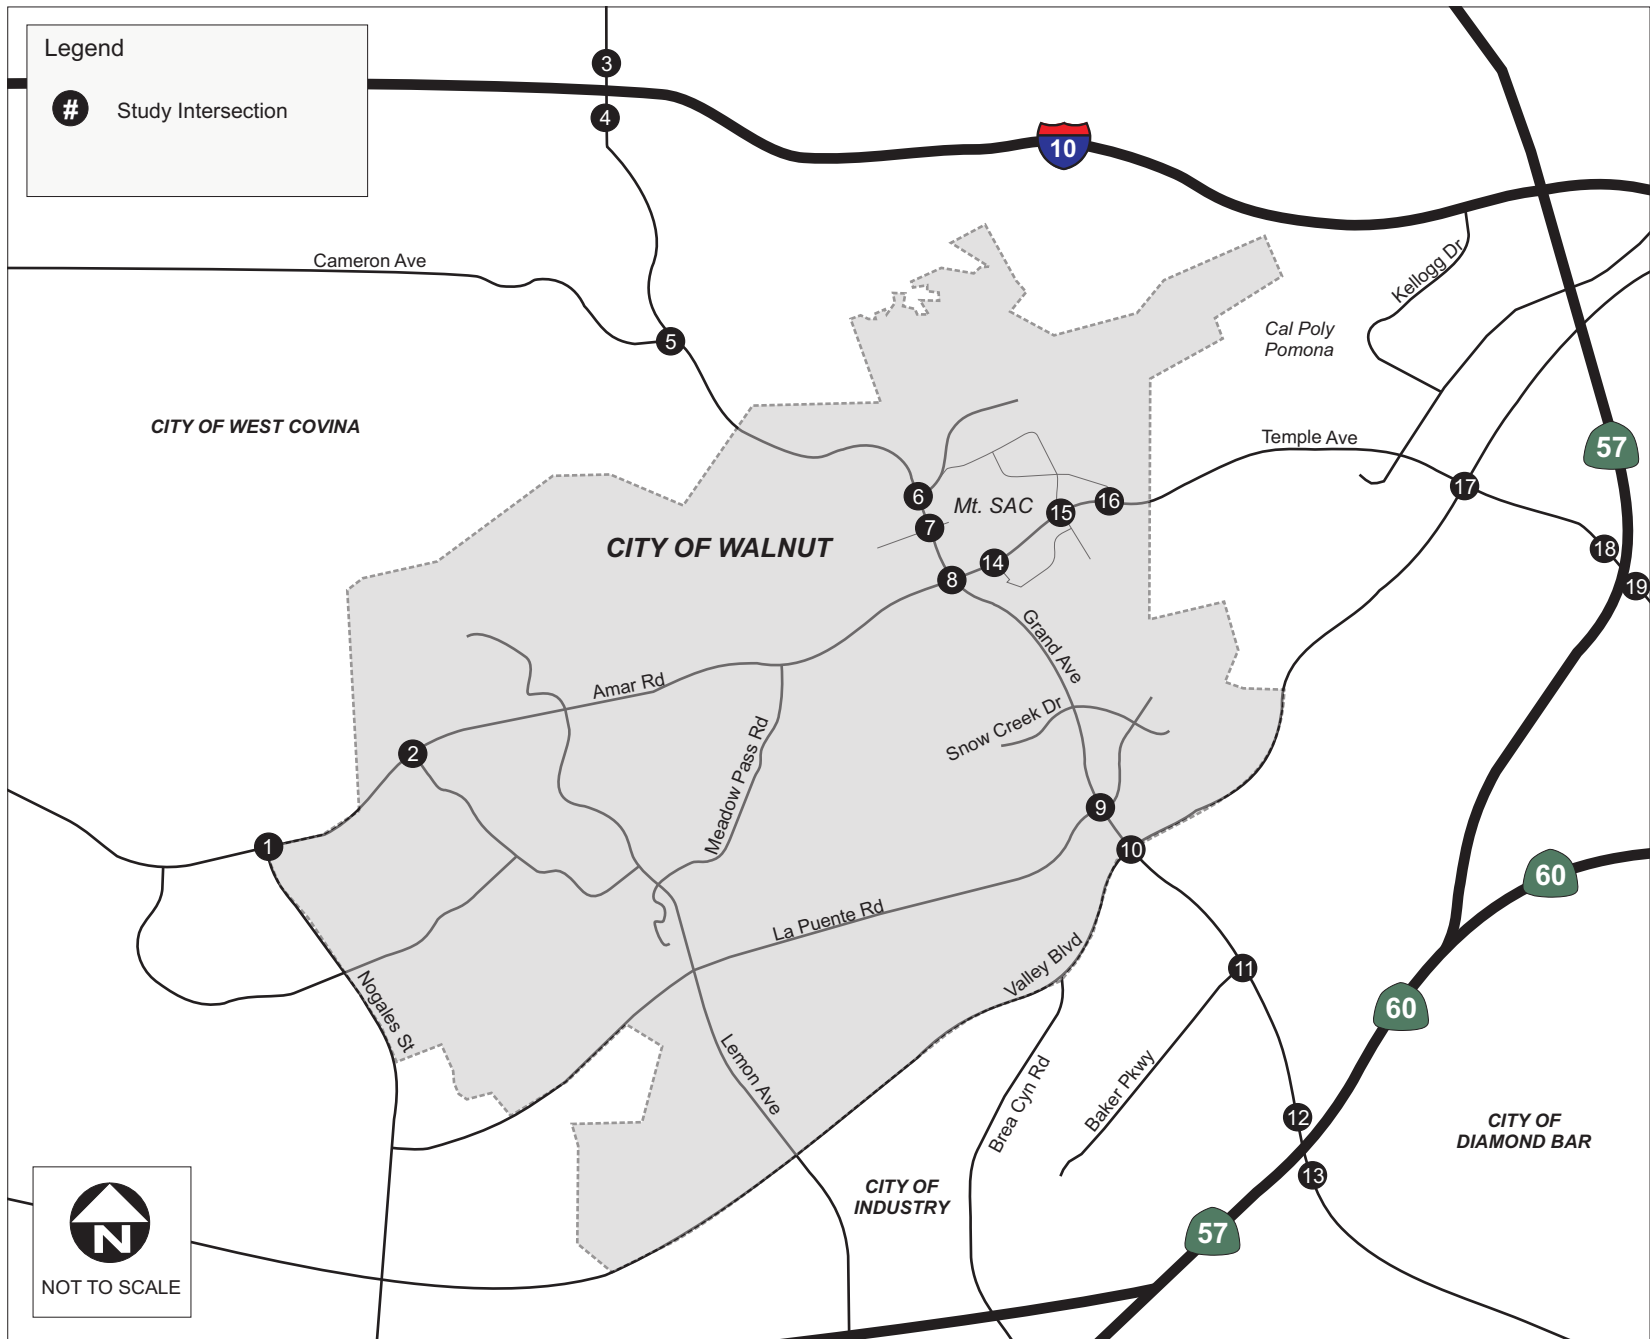 Legend
#
Study Intersection
3
4
10
Cameron Ave
Kellogg Dr
5
Cal Poly
Pomona
CITY OF WEST COVINA
Temple Ave
57
6
Mt. SAC
16
15
17
7
CITY OF WALNUT
14
18
8
19
Grand Ave
Amar Rd
Snow Creek Dr
Meadow Pass Rd
2
9
1
10
60
La Puente Rd
Valley Blvd
11
Nogales St
60
Lemon Ave
Brea Cyn Rd
Baker Pkwy
12
CITY OF
DIAMOND BAR
13
CITY OF
INDUSTRY
57
N
NOT TO SCALE